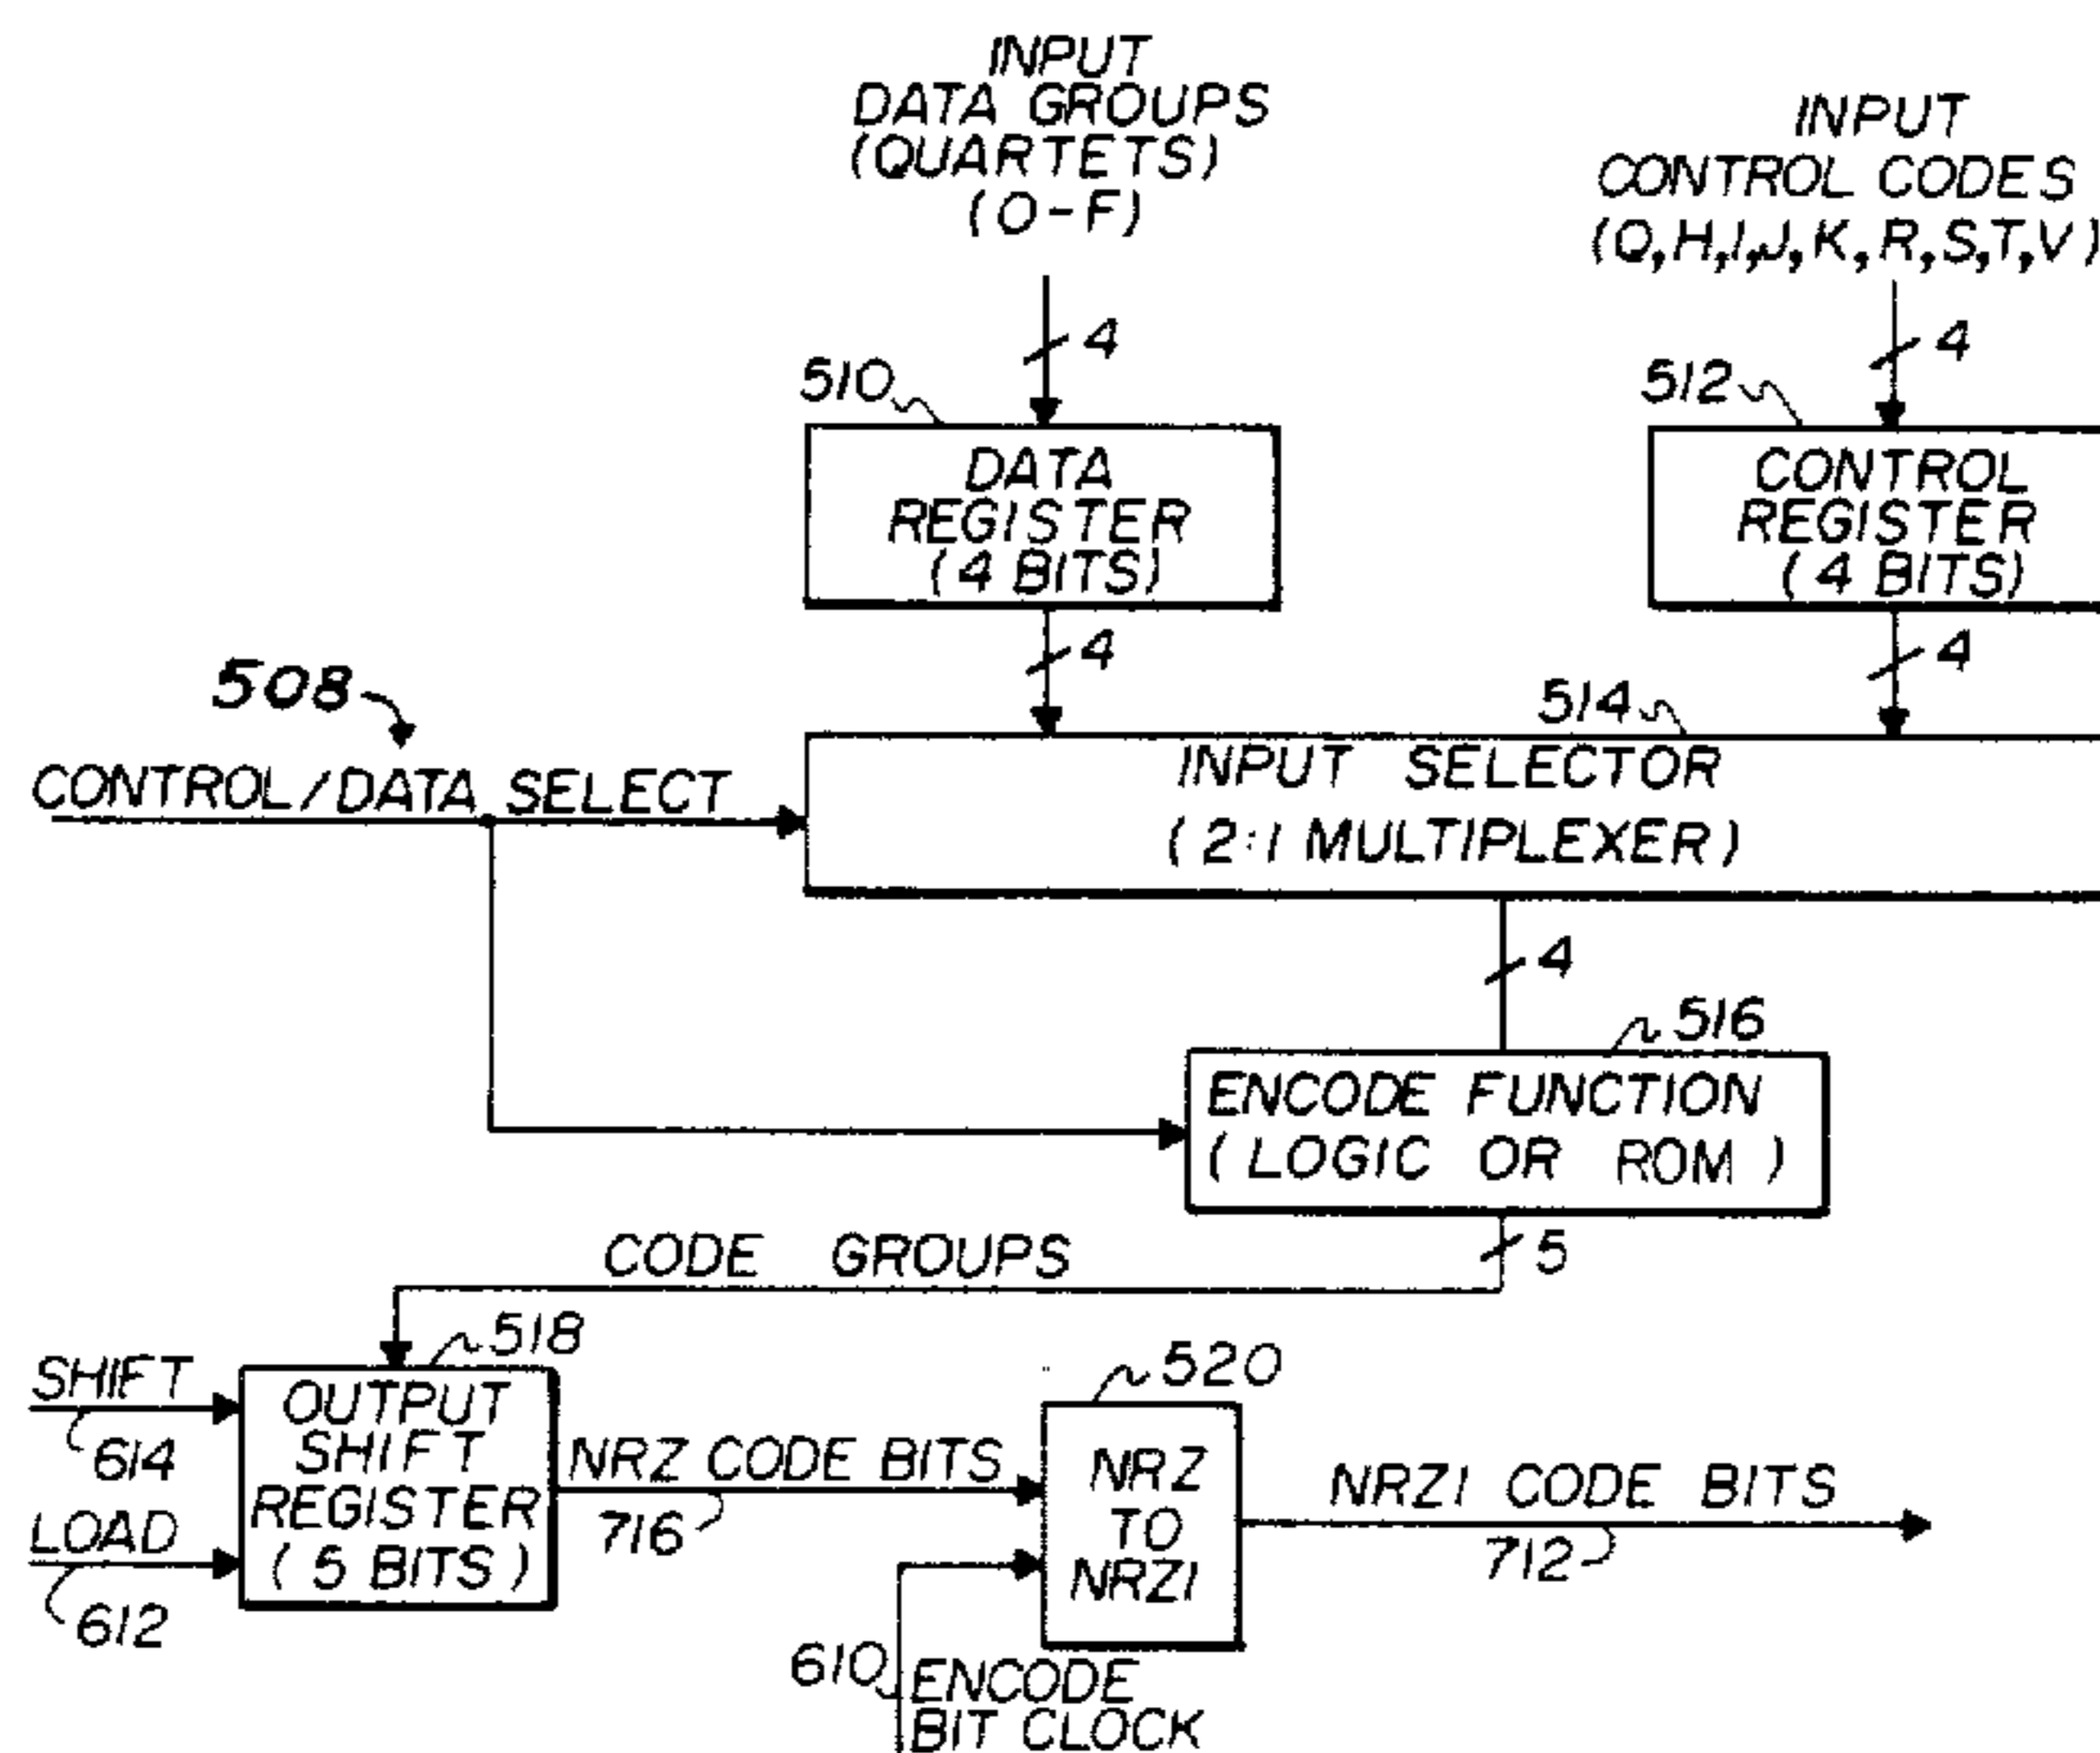 INPUT
DATA GROUPS
(QUARTETS)
(0-F)
INPUT
CONTROL CODES
(Q,H,I,J,K,R,S,T,V)
4
4
510
512
DATA
REGISTER
(4 BITS)
CONTROL
REGISTER
(4 BITS)
4
4
508
514
CONTROL/DATA SELECT
INPUT SELECTOR
(2:1 MULTIPLEXER)
4
516
ENCODE FUNCTION
(LOGIC OR ROM)
5
CODE GROUPS
518
520
SHIFT
614
LOAD
612
OUTPUT
SHIFT
REGISTER
(5 BITS)
NRZ CODE BITS
716
NRZ
TO
NRZI
NRZI CODE BITS
712
610
ENCODE
BIT CLOCK